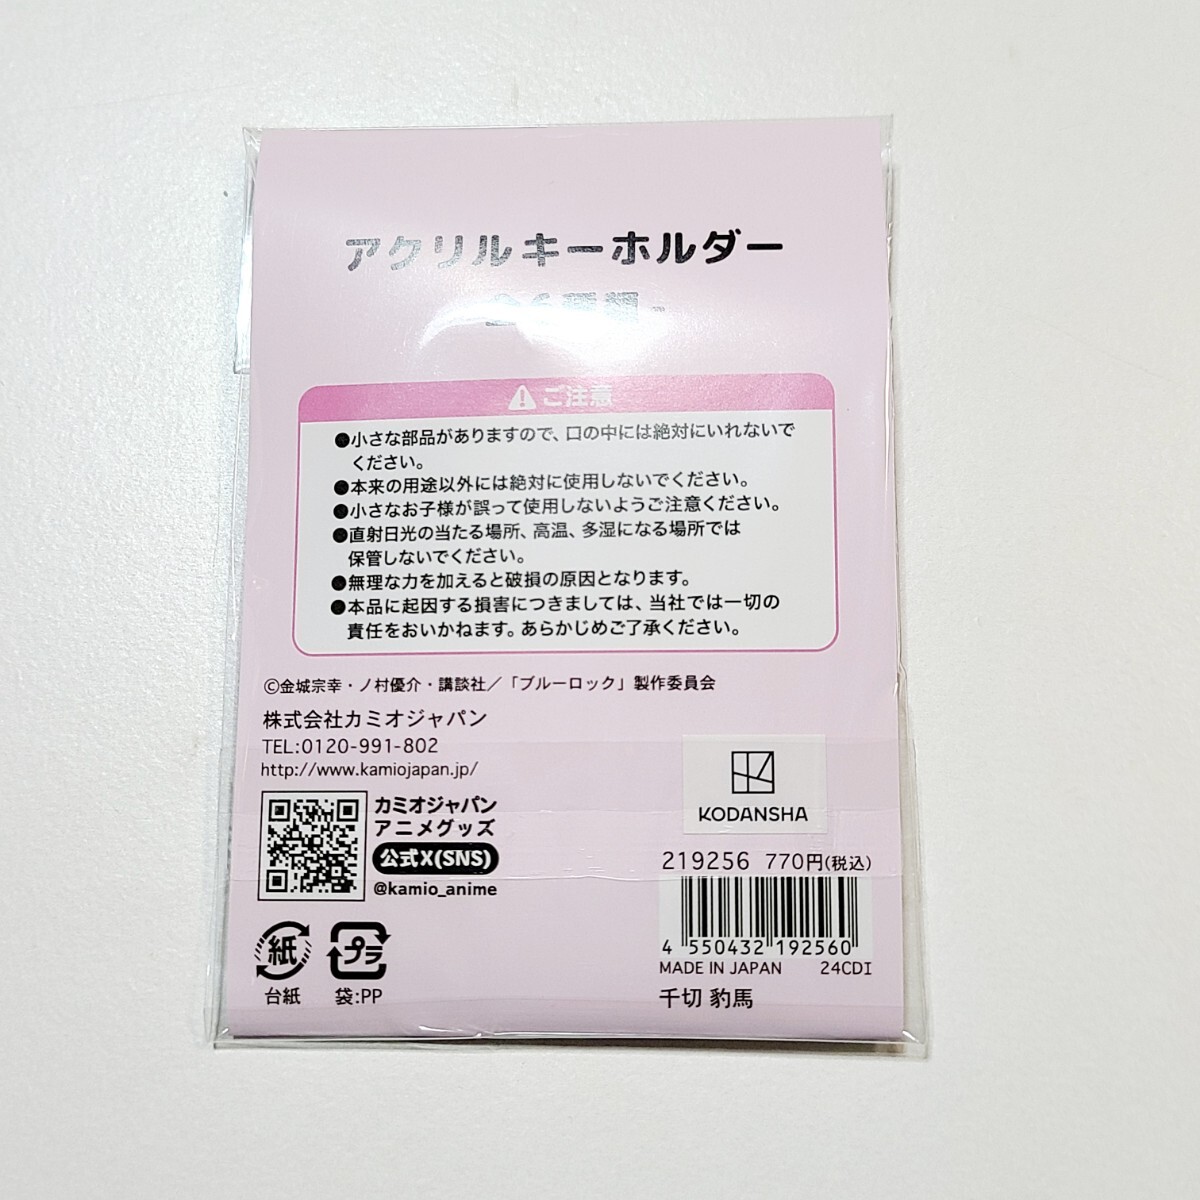 アクリルキーホルダー
ご注意
●小さな部品がありますので、口の中には絶対にいれないで
ください。
●本来の用途以外には絶対に使用しないでください。
●小さなお子様が誤って使用しないようご注意ください。
●直射日光の当たる場所、高温、多湿になる場所では
保管しないでください。
●無理な力を加えると破損の原因となります。
●本品に起因する損害につきましては、当社では一切の
責任をおいかねます。あらかじめご了承ください。
©金城宗幸・ノ村優介・講談社／「ブルーロック」製作委員会
株式会社カミオジャパン
TEL:0120-991-802
http://www.kamiojapan.jp/
カミオジャパン
アニメグッズ
公式X(SNS)
@kamio_anime
紙
台紙
プラ
袋:PP
KODANSHA
219256 770円(税込)
4 550432 192560
MADE IN JAPAN 24CDI
千切 豹馬